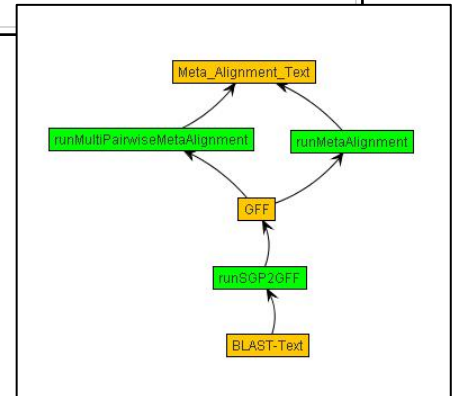 Meta_Alignment_Text
runMultiPairwiseMetaAlignment
runMetaAlignment
GFF
runSGP2GFF
BLAST-Text